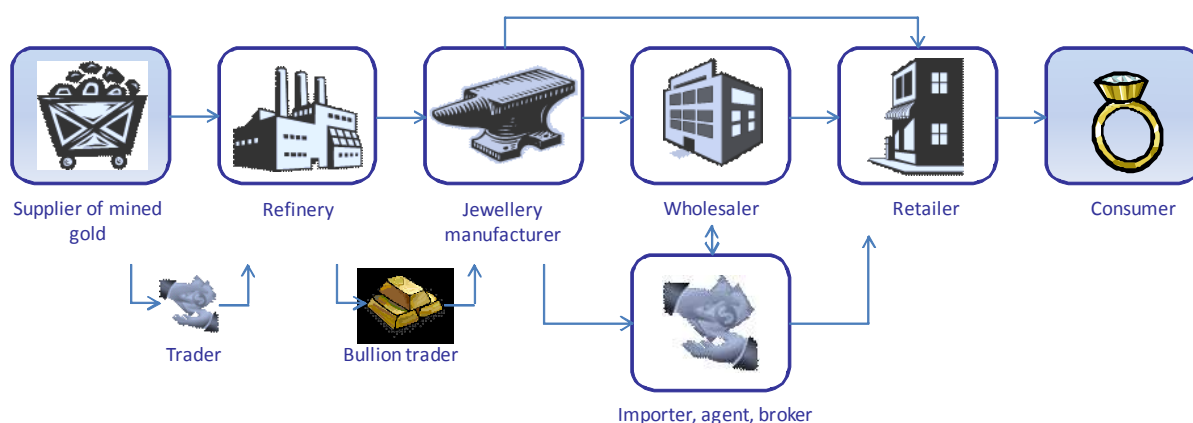 Supplier of mined
gold
Refinery
Jewellery
manufacturer
Wholesaler
Retailer
Consumer
Trader
Bullion trader
Importer, agent, broker